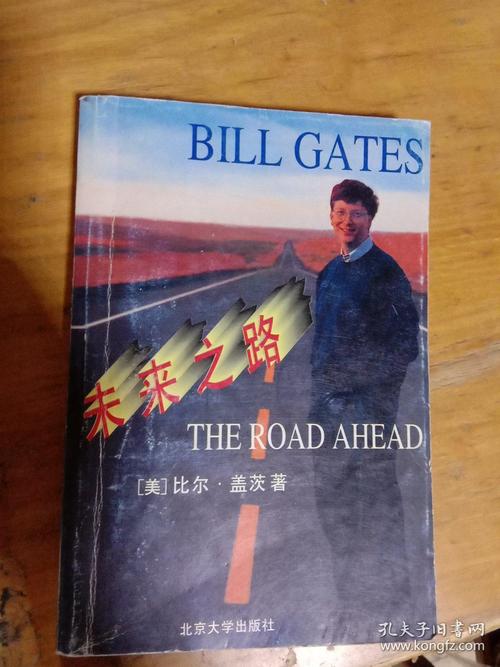 BILL GATES
未来之路
THE ROAD AHEAD
[美]比尔·盖茨著
北京大学出版社
孔夫子旧书网
www.kongfz.com